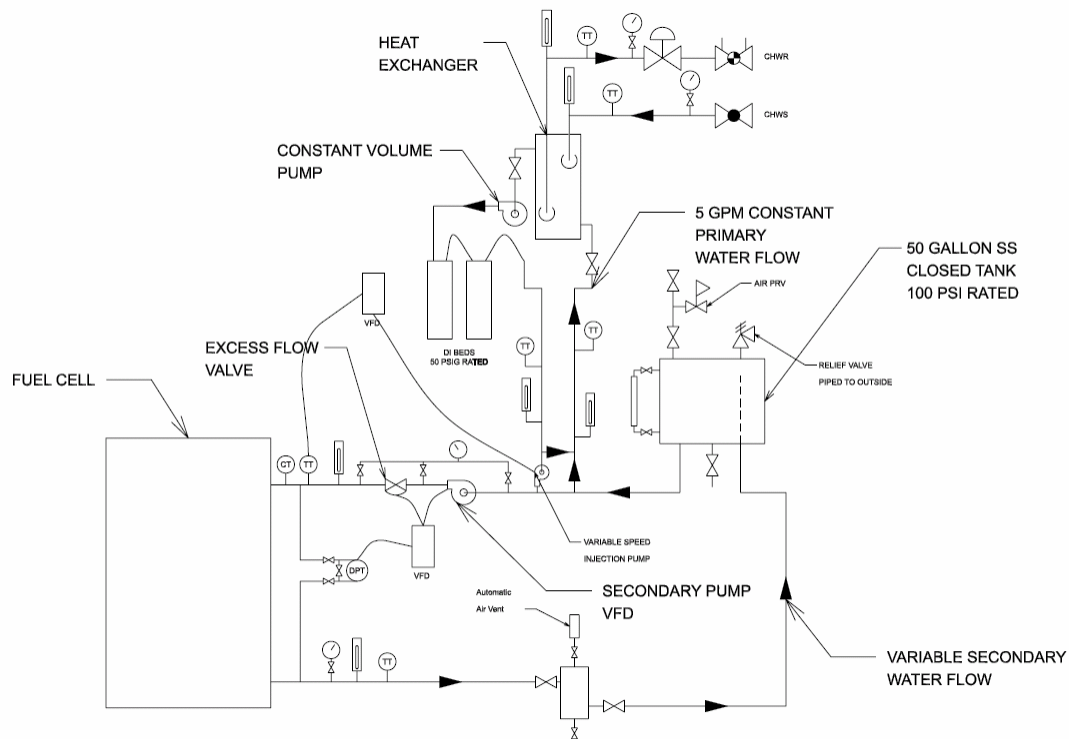 HEAT
EXCHANGER
TT
CHWR
TT
CHWS
CONSTANT VOLUME
PUMP
5 GPM CONSTANT
PRIMARY
WATER FLOW
50 GALLON SS
CLOSED TANK
100 PSI RATED
AIR PRV
VFD
DI BEDS
50 PSIG RATED
TT
TT
EXCESS FLOW
VALVE
RELIEF VALVE
PIPED TO OUTSIDE
FUEL CELL
GT
TT
VARIABLE SPEED
INJECTION PUMP
DPT
VFD
SECONDARY PUMP
VFD
Automatic
Air Vent
TT
VARIABLE SECONDARY
WATER FLOW